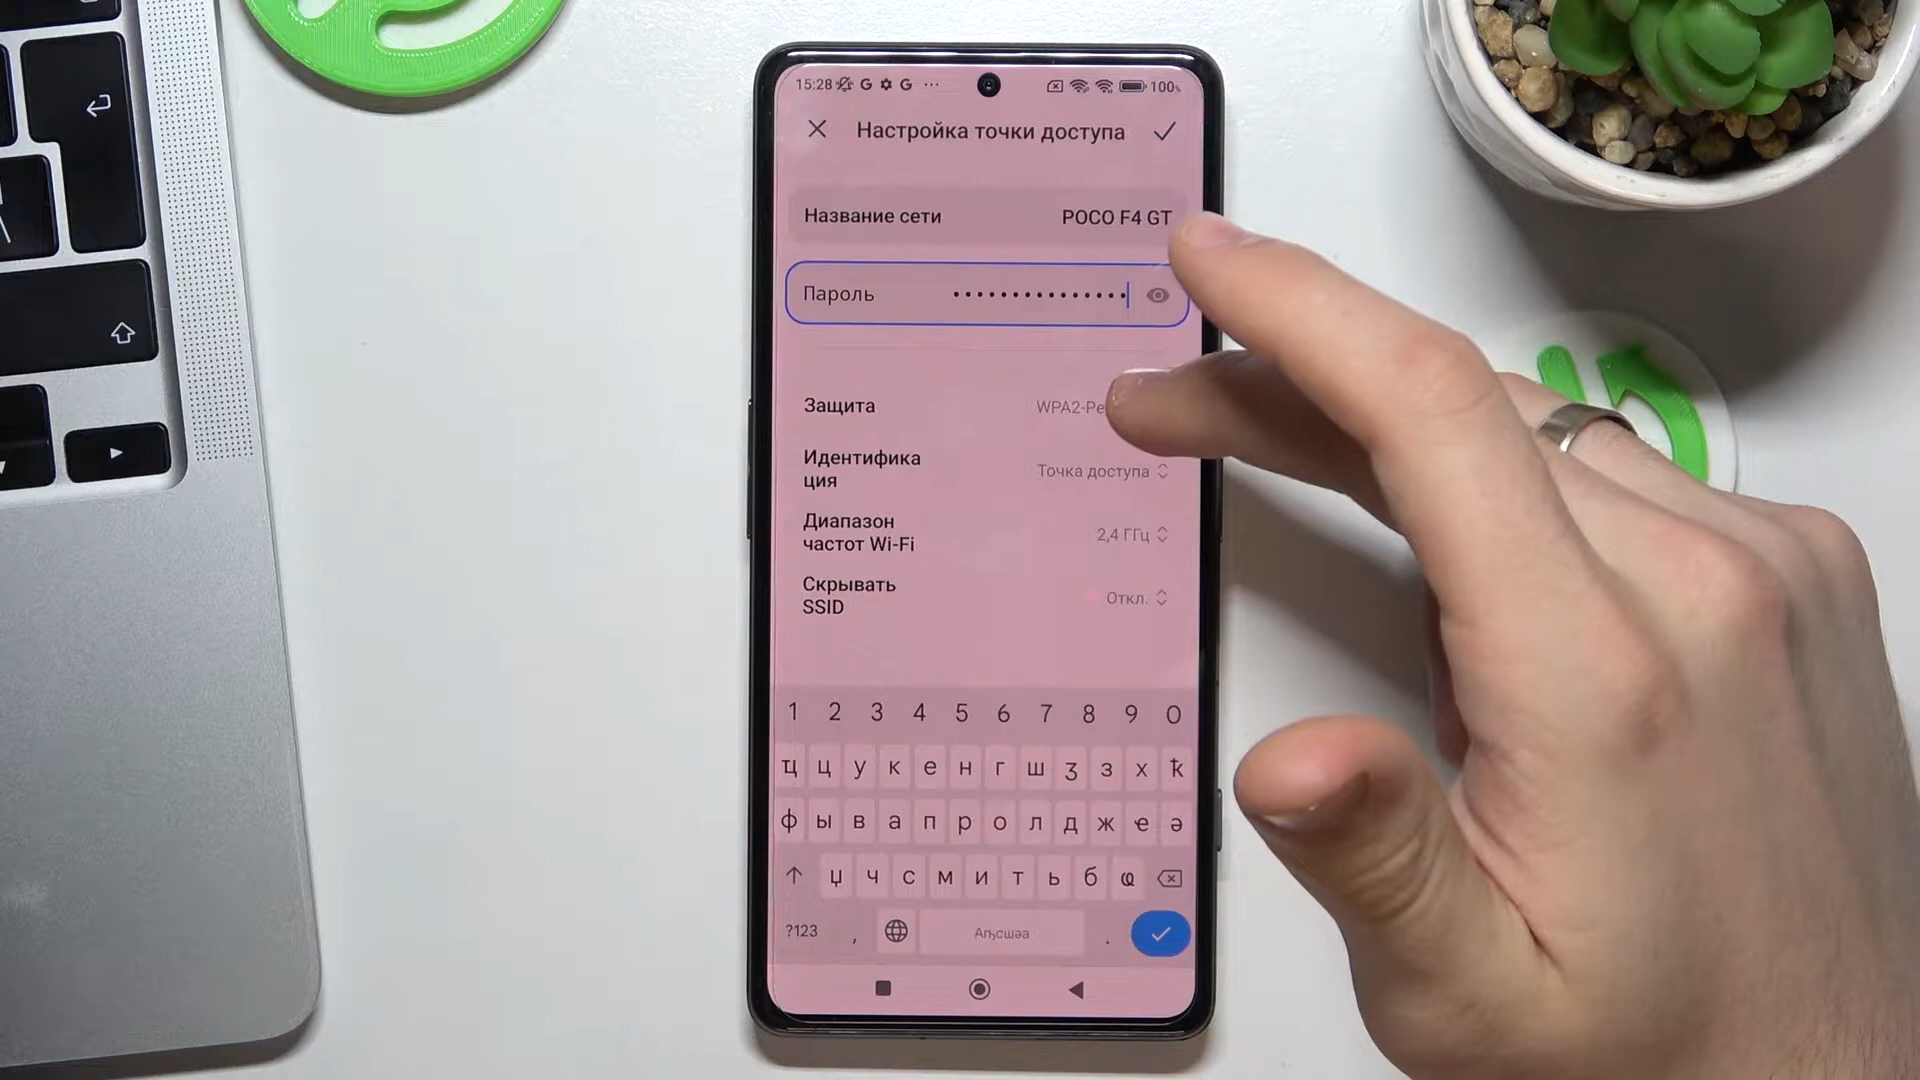 15:28 G G ... 100%
Настройка точки доступа
Название сети POCO F4 GT
Пароль •••••••••••••••
Защита
Идентифика
ция
Точка доступа
Диапазон
частот Wi-Fi
2,4 ГГц
Скрывать
SSID
Откл.
1 2 3 4 5 6 7 8 9 0
ҵ ц у к е н г ш ӡ з х ҟ
ф ы в а п р о л д ж ҽ ә
џ ч с м и т ь б ҩ
?123 , Аҧсшәа .